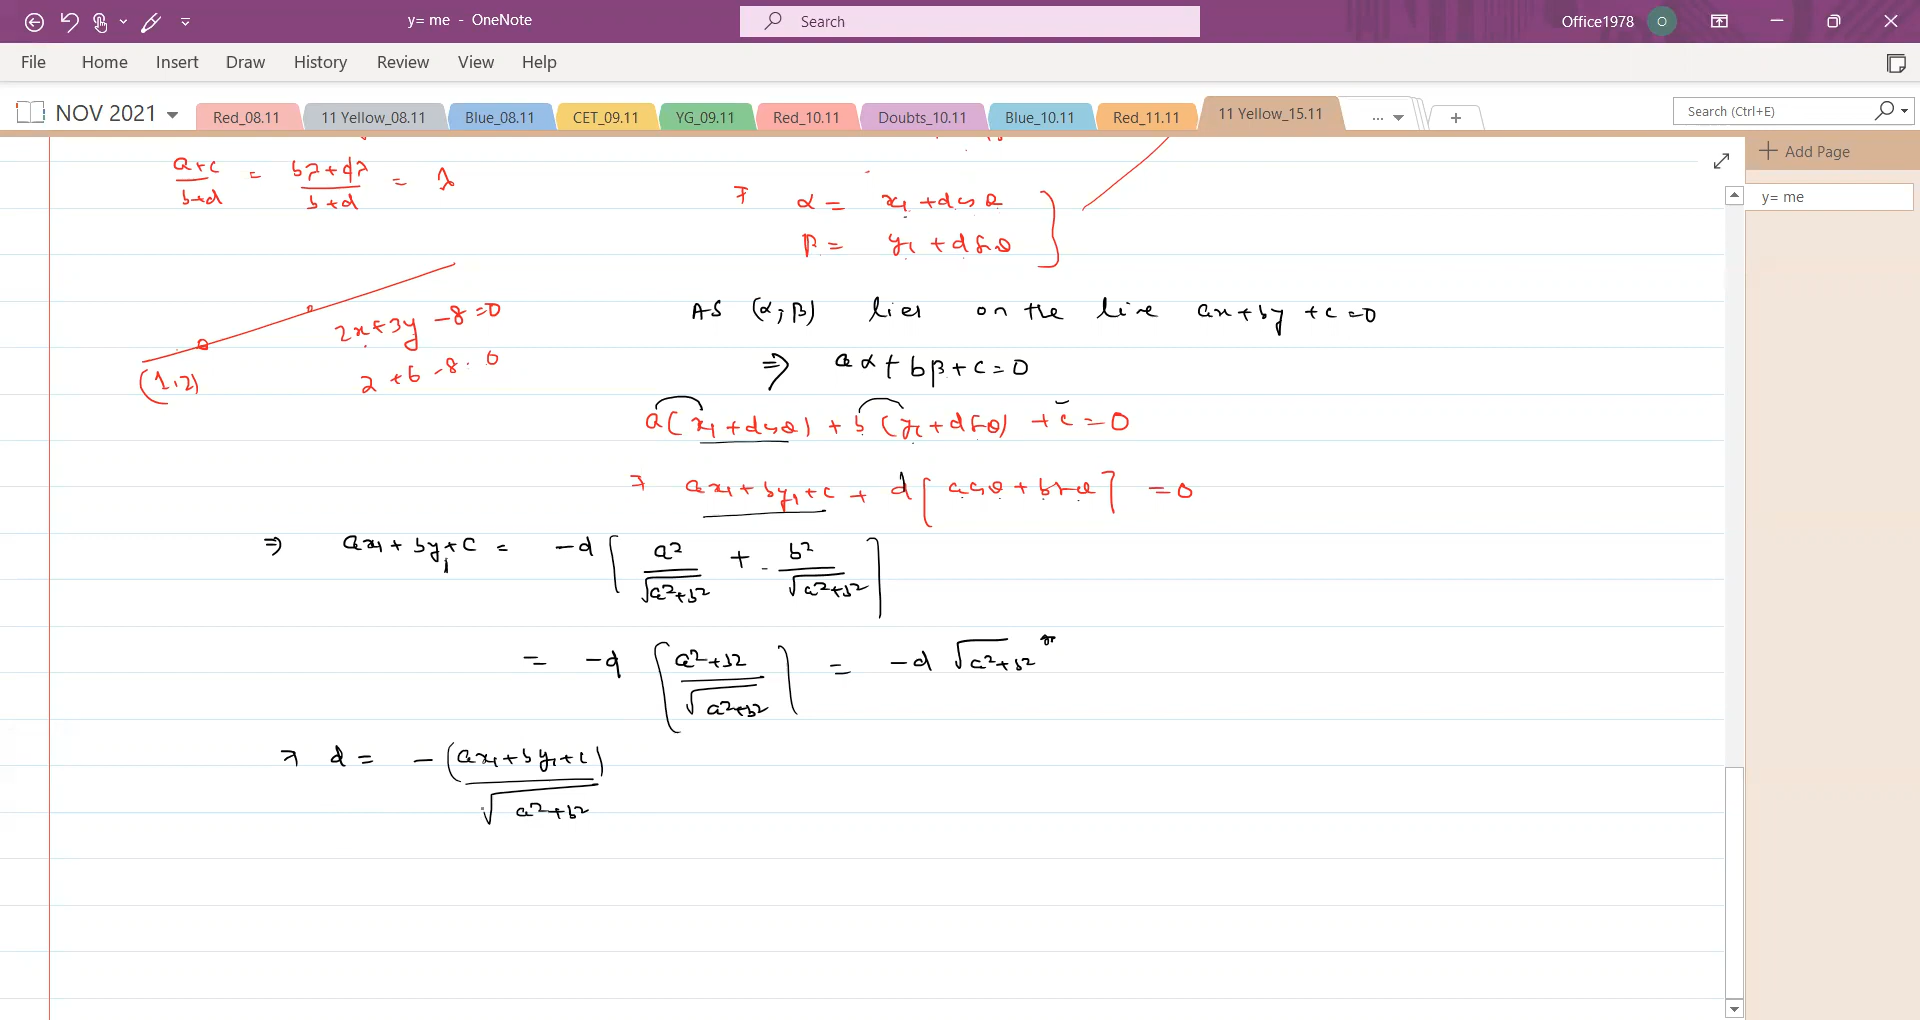 y= me - OneNote
Search
Office1978
O
File Home Insert Draw History Review View Help
NOV 2021
Red_08.11 11 Yellow_08.11 Blue_08.11 CET_09.11 YG_09.11 Red_10.11 Doubts_10.11 Blue_10.11 Red_11.11 11 Yellow_15.11 ... +
Search (Ctrl+E)
Add Page
y= me
(a+c)/(b+d) = (bλ+dλ)/(b+d) = λ
⇒ α = x₁ + d cos θ
β = y₁ + d sin θ
2x+3y -8=0
2 +6 -8 = 0
(1,2)
As (α, β) lies on the line ax+by+c=0
⇒ aα + bβ + c = 0
a(x₁ + d cos θ) + b (y₁ + d sin θ) + c = 0
⇒ ax₁ + by₁ + c + d [a cos θ + b sin θ] = 0
⇒ ax₁ + by₁ + c = -d [a²/√(a²+b²) + b²/√(a²+b²)]
= -d [(a²+b²)/√(a²+b²)] = -d √(a²+b²)
⇒ d = -(ax₁+by₁+c)/√(a²+b²)